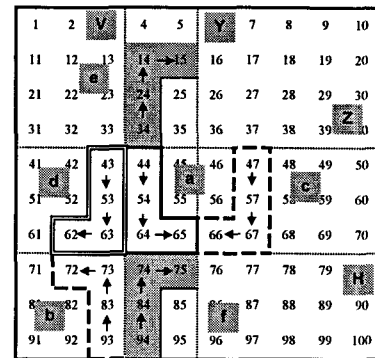 1 2 V 4 5 Y 7 8 9 10
11 12 13 14 15 16 17 18 19 20
e
21 22 23 24 25 26 27 28 29 30
Z
31 32 33 34 35 36 37 38 39
41 42 43 44 45 46 47 48 49 50
d a c
51 52 53 54 55 56 57 58 59 60
61 62 63 64 65 66 67 68 69 70
71 72 73 74 75 76 77 78 79 H
82 83 84 85 87 88 89 90
b f
91 92 93 94 95 96 97 98 99 100